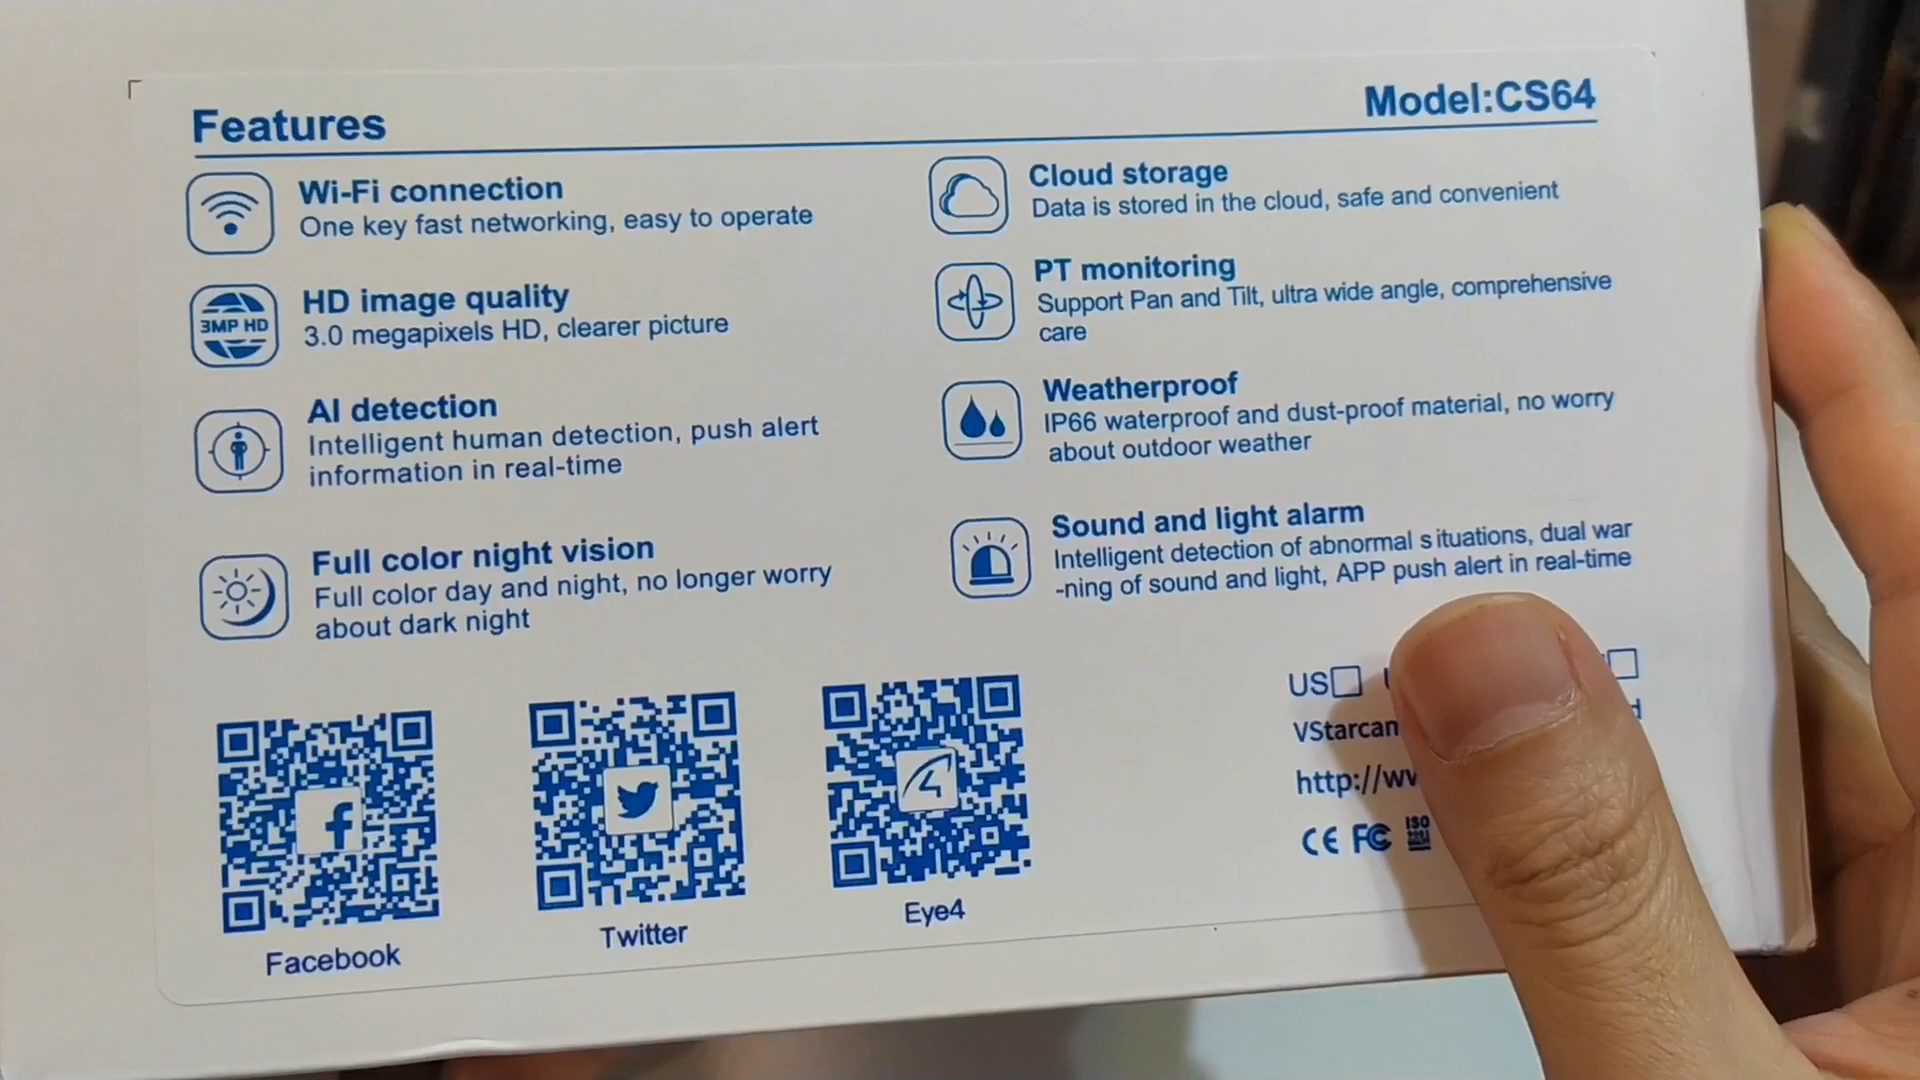 Features
Model:CS64
Wi-Fi connection
One key fast networking, easy to operate
3MP HD
HD image quality
3.0 megapixels HD, clearer picture
AI detection
Intelligent human detection, push alert
information in real-time
Full color night vision
Full color day and night, no longer worry
about dark night
Cloud storage
Data is stored in the cloud, safe and convenient
PT monitoring
Support Pan and Tilt, ultra wide angle, comprehensive
care
Weatherproof
IP66 waterproof and dust-proof material, no worry
about outdoor weather
Sound and light alarm
Intelligent detection of abnormal situations, dual war
-ning of sound and light, APP push alert in real-time
Facebook
Twitter
Eye4
US
VStarcam
http://
CE FC ISO